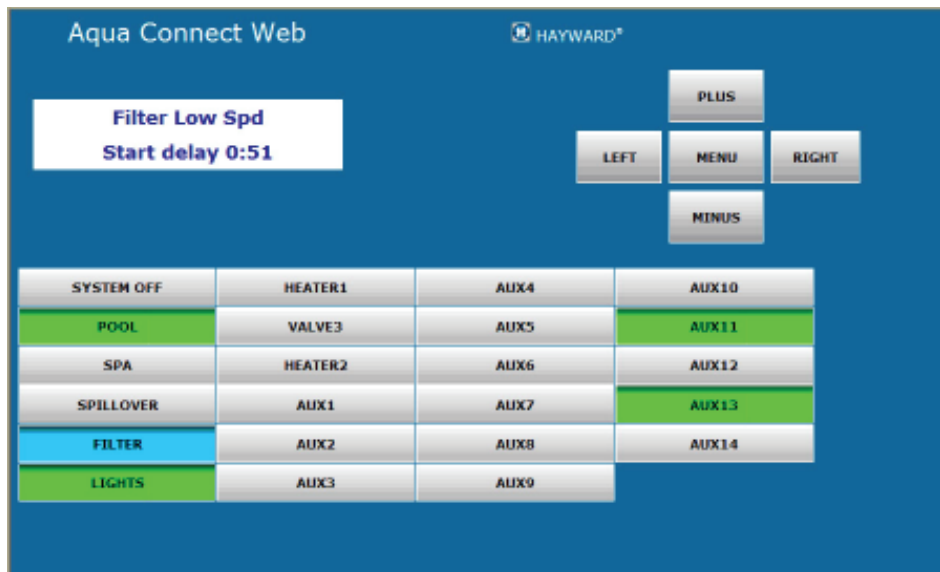 Aqua Connect Web
HAYWARD®
Filter Low Spd
Start delay 0:51
PLUS
LEFT MENU RIGHT
MINUS
SYSTEM OFF HEATER1 AUX4 AUX10
POOL VALVE3 AUX5 AUX11
SPA HEATER2 AUX6 AUX12
SPILLOVER AUX1 AUX7 AUX13
FILTER AUX2 AUX8 AUX14
LIGHTS AUX3 AUX9